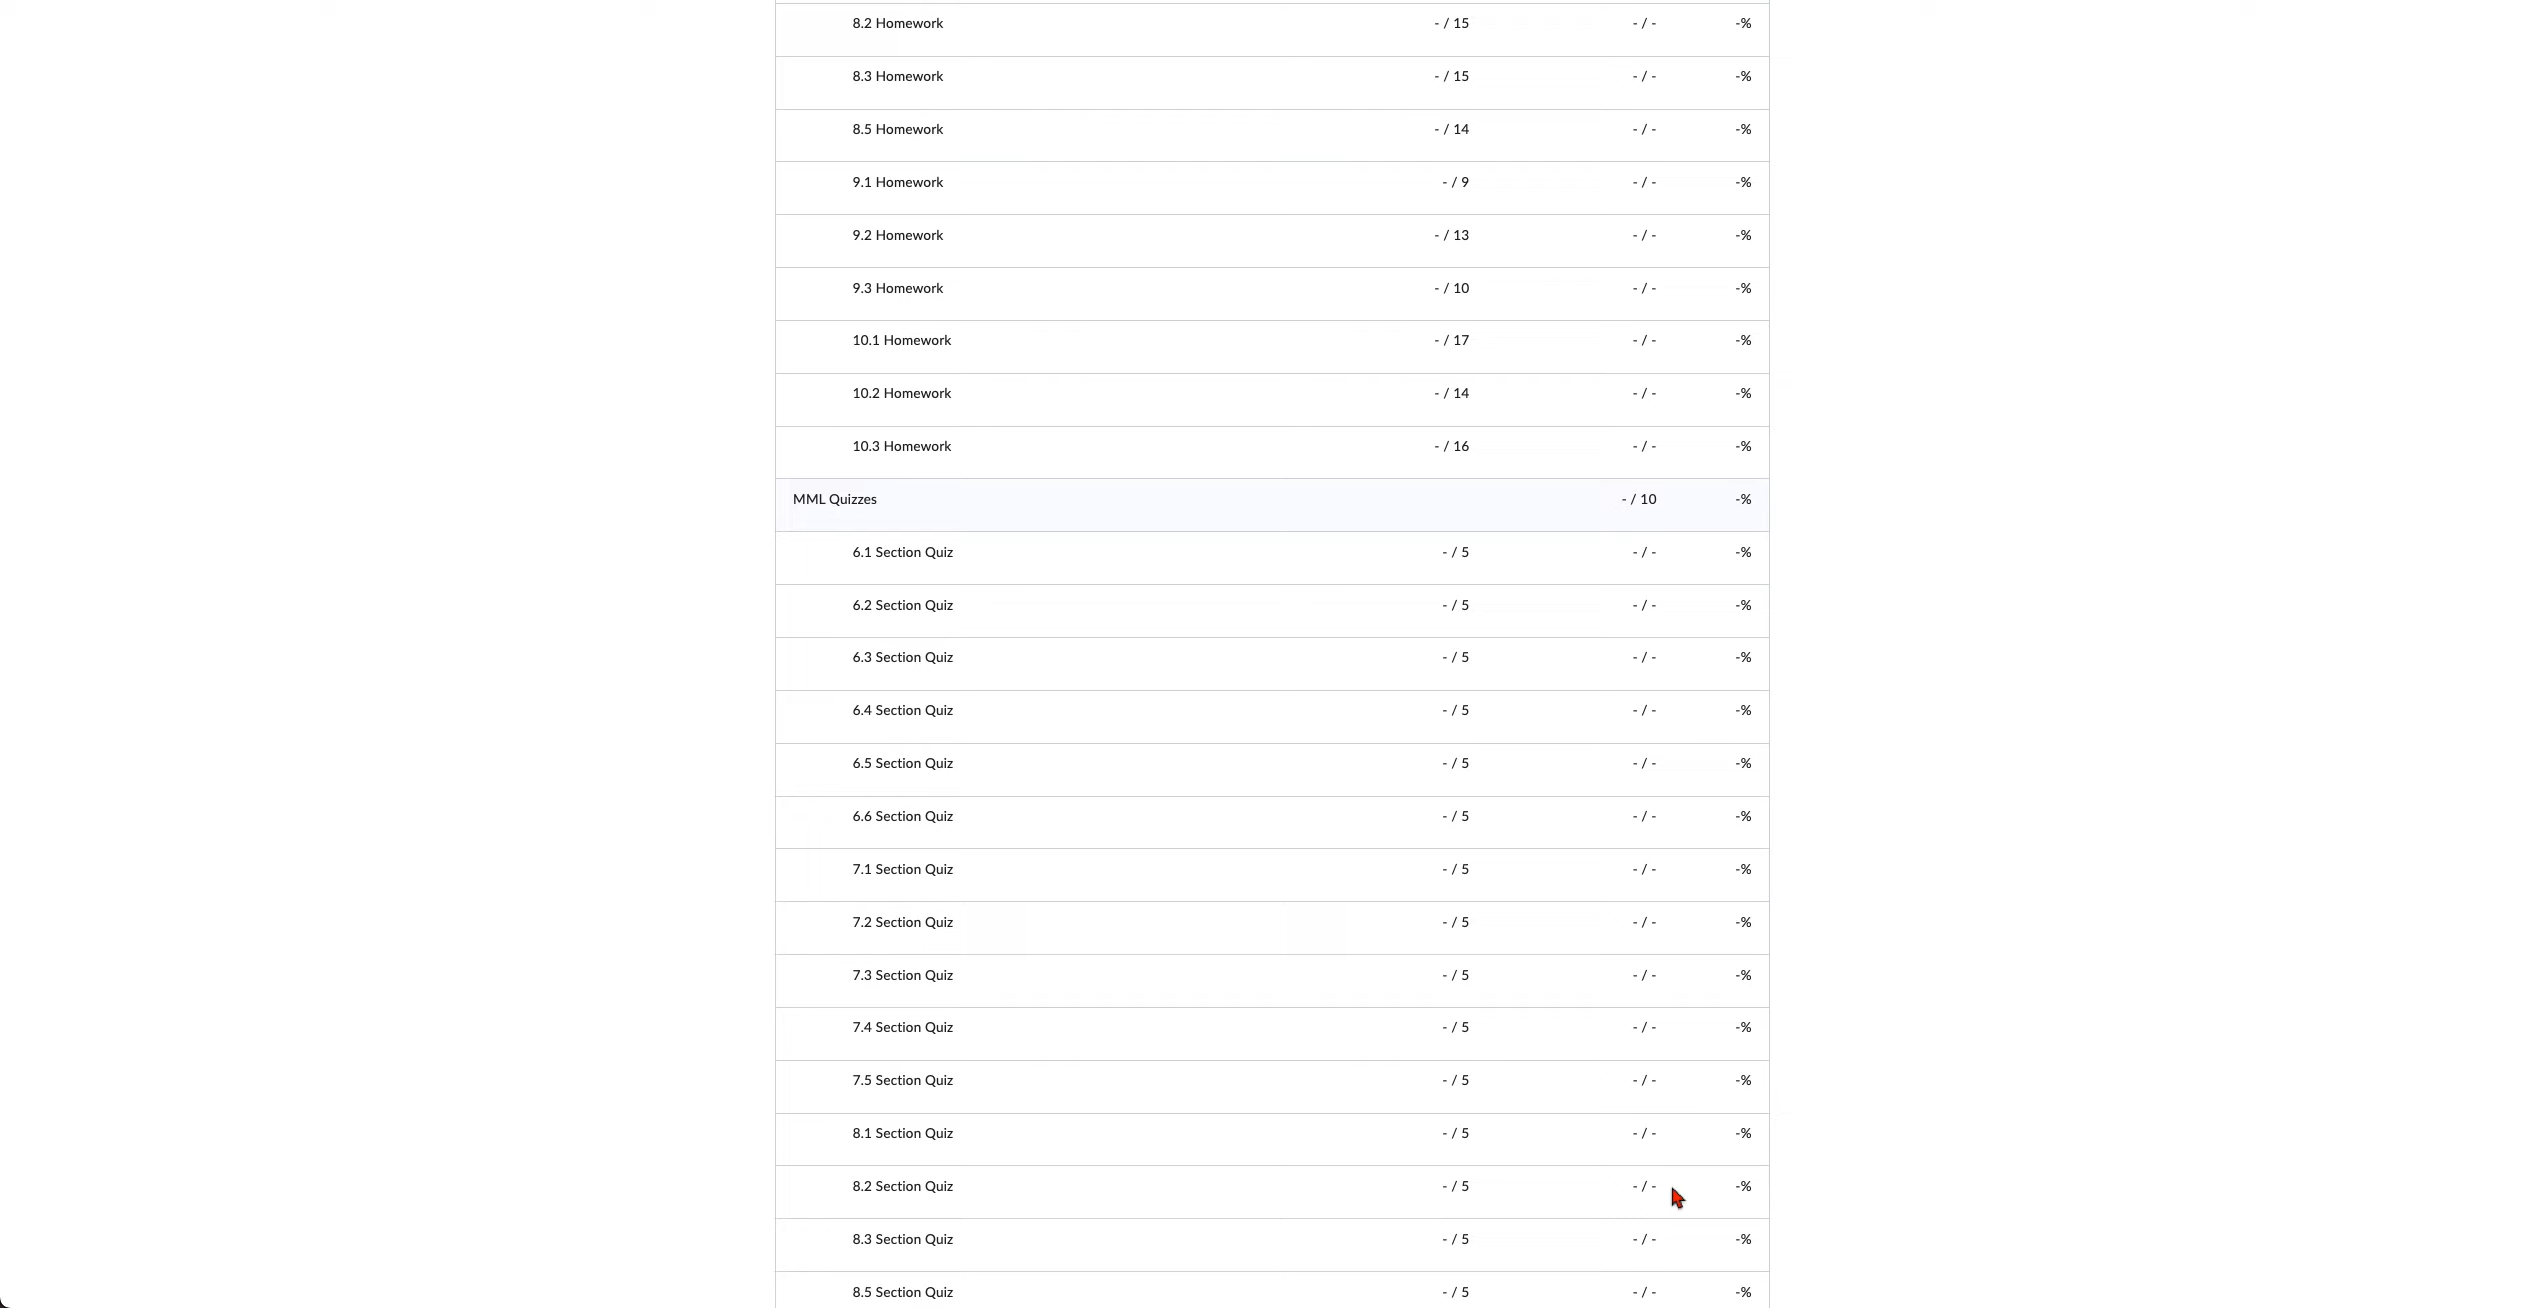 8.2 Homework - / 15 - / - -%
8.3 Homework - / 15 - / - -%
8.5 Homework - / 14 - / - -%
9.1 Homework - / 9 - / - -%
9.2 Homework - / 13 - / - -%
9.3 Homework - / 10 - / - -%
10.1 Homework - / 17 - / - -%
10.2 Homework - / 14 - / - -%
10.3 Homework - / 16 - / - -%
MML Quizzes - / 10 -%
6.1 Section Quiz - / 5 - / - -%
6.2 Section Quiz - / 5 - / - -%
6.3 Section Quiz - / 5 - / - -%
6.4 Section Quiz - / 5 - / - -%
6.5 Section Quiz - / 5 - / - -%
6.6 Section Quiz - / 5 - / - -%
7.1 Section Quiz - / 5 - / - -%
7.2 Section Quiz - / 5 - / - -%
7.3 Section Quiz - / 5 - / - -%
7.4 Section Quiz - / 5 - / - -%
7.5 Section Quiz - / 5 - / - -%
8.1 Section Quiz - / 5 - / - -%
8.2 Section Quiz - / 5 - / - -%
8.3 Section Quiz - / 5 - / - -%
8.5 Section Quiz - / 5 - / - -%